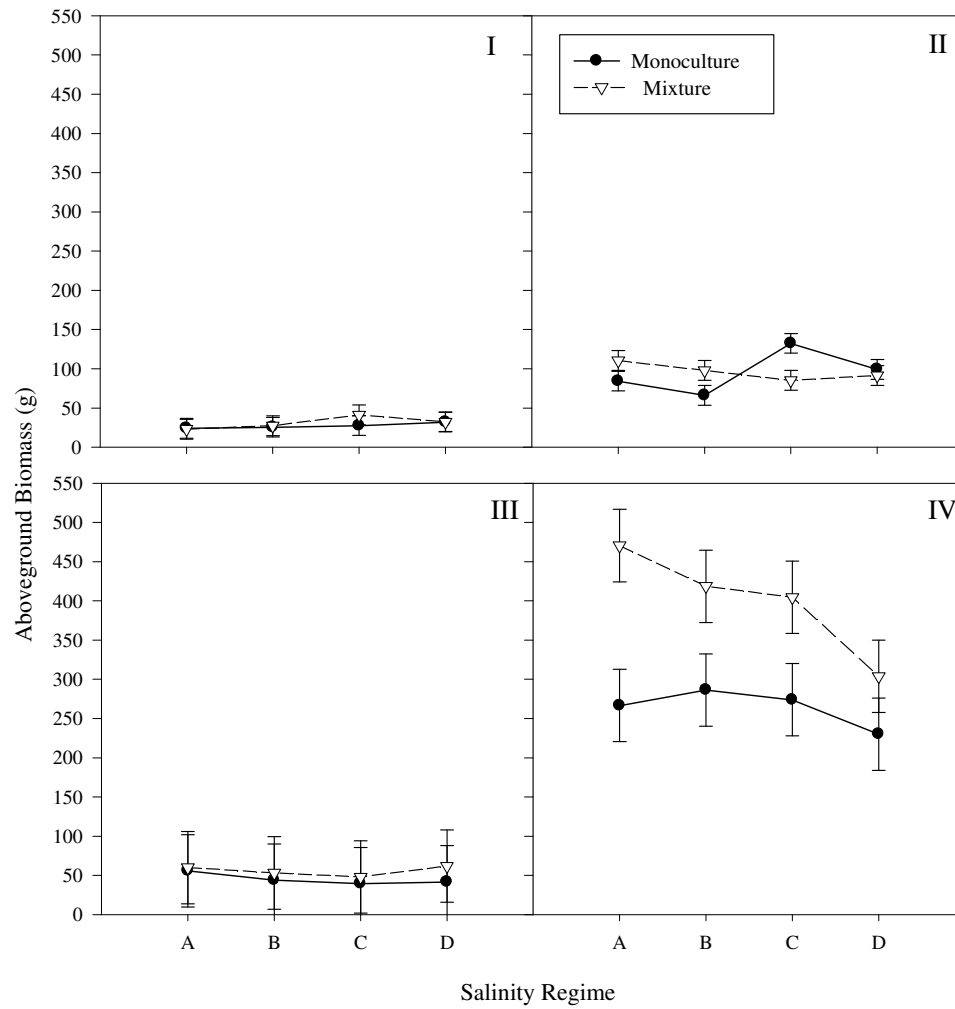 550
500
450
400
350
300
250
200
150
100
50
0
I
II
Monoculture
Mixture
A
B
C
D
A
B
C
D
Aboveground Biomass (g)
550
500
450
400
350
300
250
200
150
100
50
0
III
IV
A
B
C
D
A
B
C
D
Salinity Regime